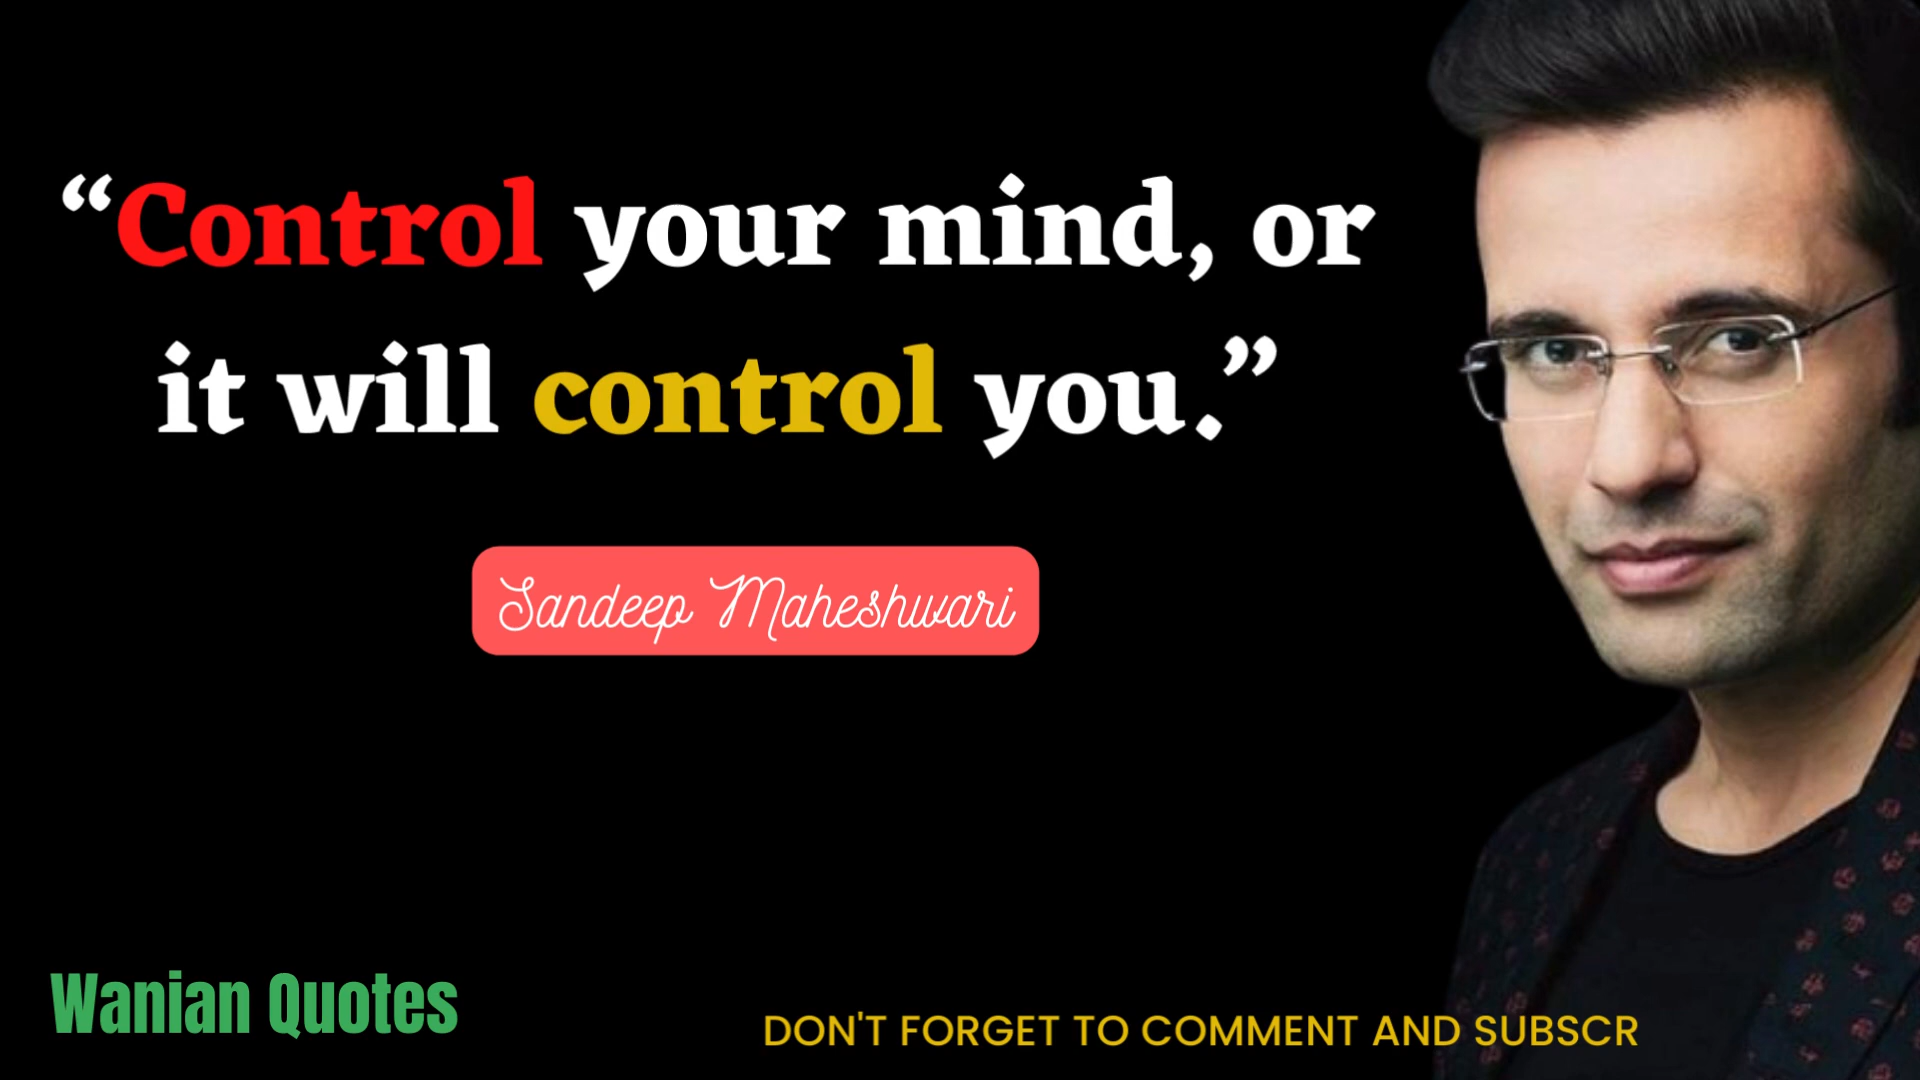 “Control your mind, or
it will control you.”
Sandeep Maheshwari
Wanian Quotes
DON'T FORGET TO COMMENT AND SUBSCR